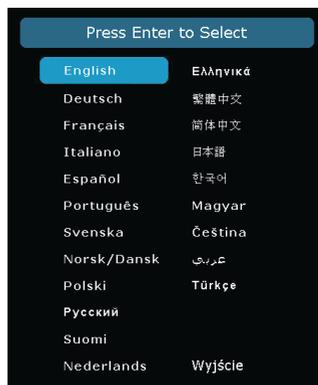 Press Enter to Select
English
Deutsch
Français
Italiano
Español
Português
Svenska
Norsk/Dansk
Polski
Русский
Suomi
Nederlands
Ελληνικά
繁體中文
简体中文
日本語
한국어
Magyar
Čeština
عربي
Türkçe
Wyjście